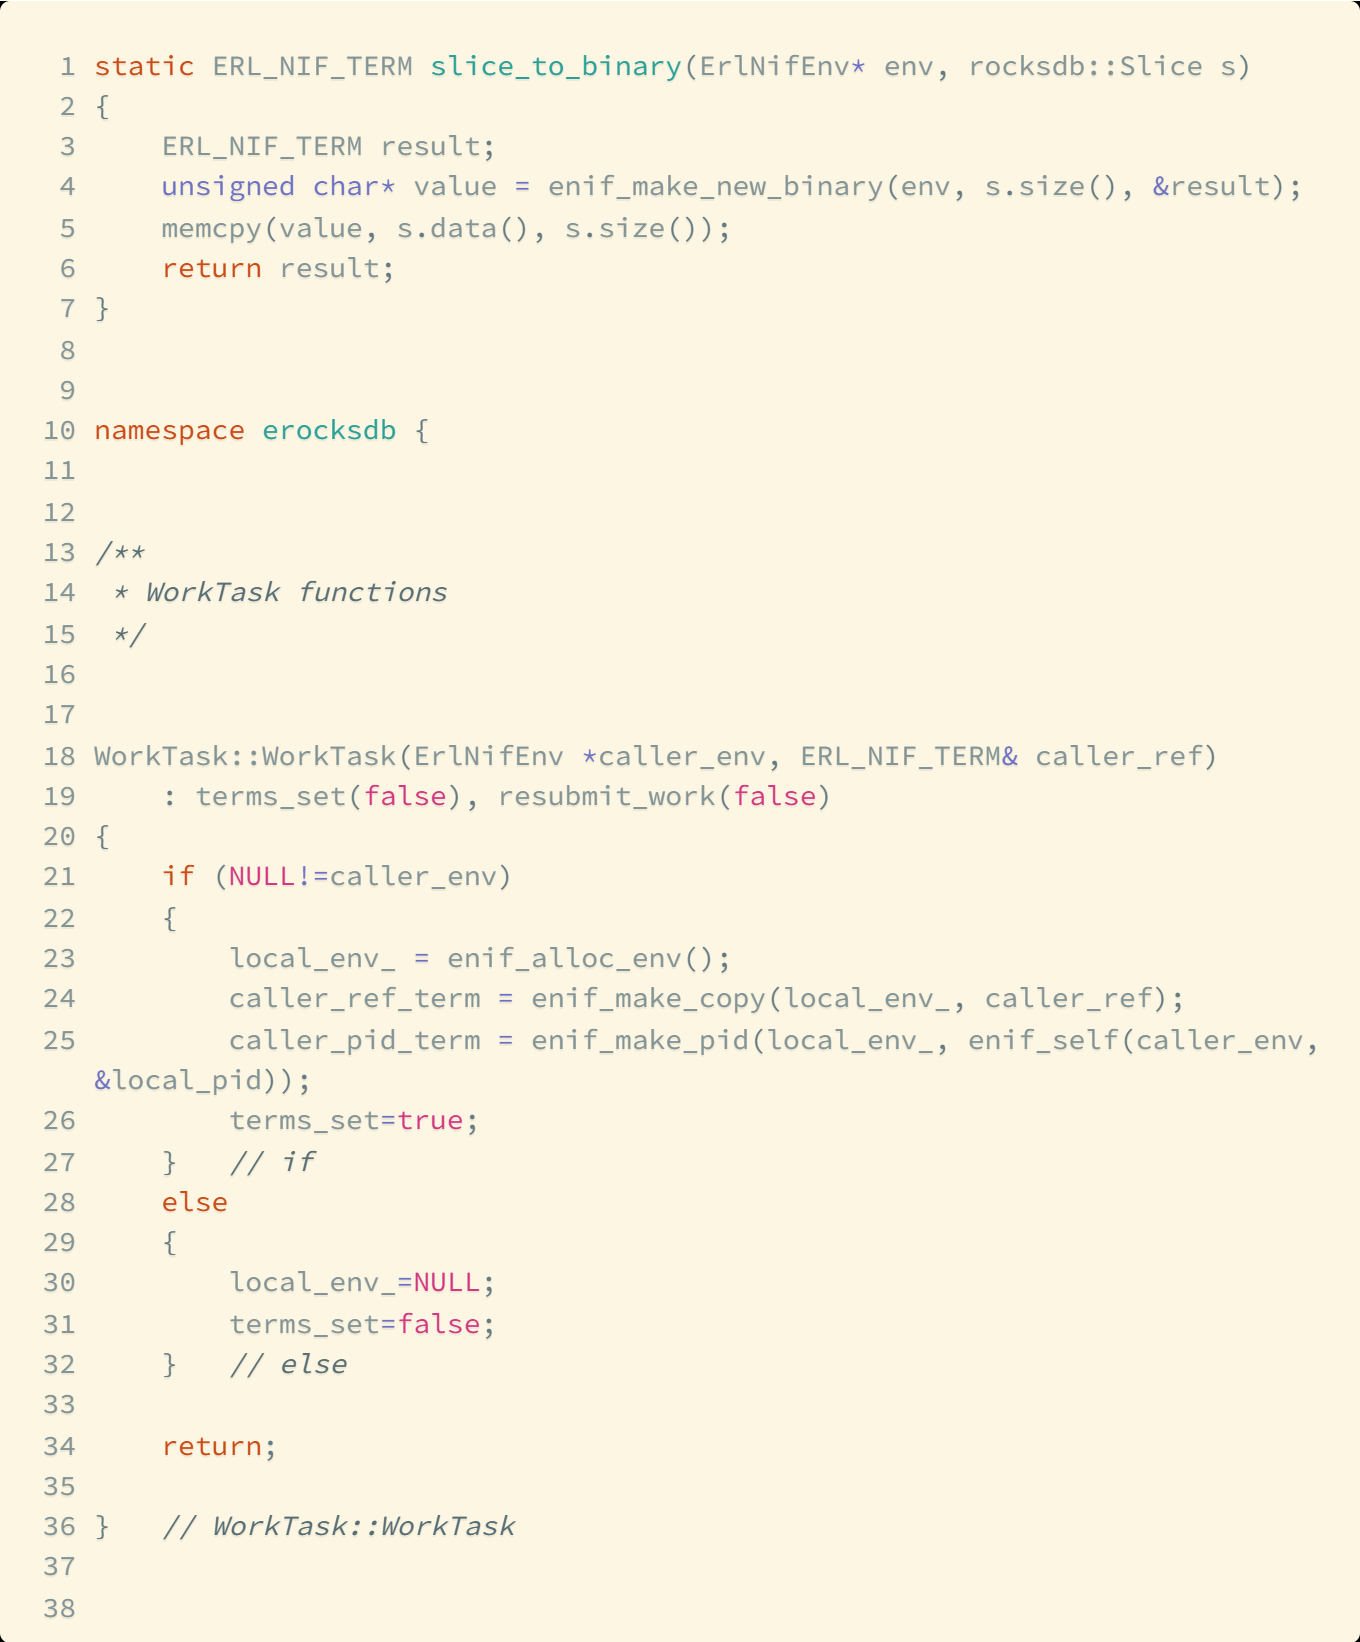 1 static ERL_NIF_TERM slice_to_binary(ErlNifEnv* env, rocksdb::Slice s)
2 {
3     ERL_NIF_TERM result;
4     unsigned char* value = enif_make_new_binary(env, s.size(), &result);
5     memcpy(value, s.data(), s.size());
6     return result;
7 }
8
9
10 namespace erocksdb {
11
12
13 /**
14  * WorkTask functions
15  */
16
17
18 WorkTask::WorkTask(ErlNifEnv *caller_env, ERL_NIF_TERM& caller_ref)
19     : terms_set(false), resubmit_work(false)
20 {
21     if (NULL!=caller_env)
22     {
23         local_env_ = enif_alloc_env();
24         caller_ref_term = enif_make_copy(local_env_, caller_ref);
25         caller_pid_term = enif_make_pid(local_env_, enif_self(caller_env,
&local_pid));
26         terms_set=true;
27     }   // if
28     else
29     {
30         local_env_=NULL;
31         terms_set=false;
32     }   // else
33
34     return;
35
36 }   // WorkTask::WorkTask
37
38